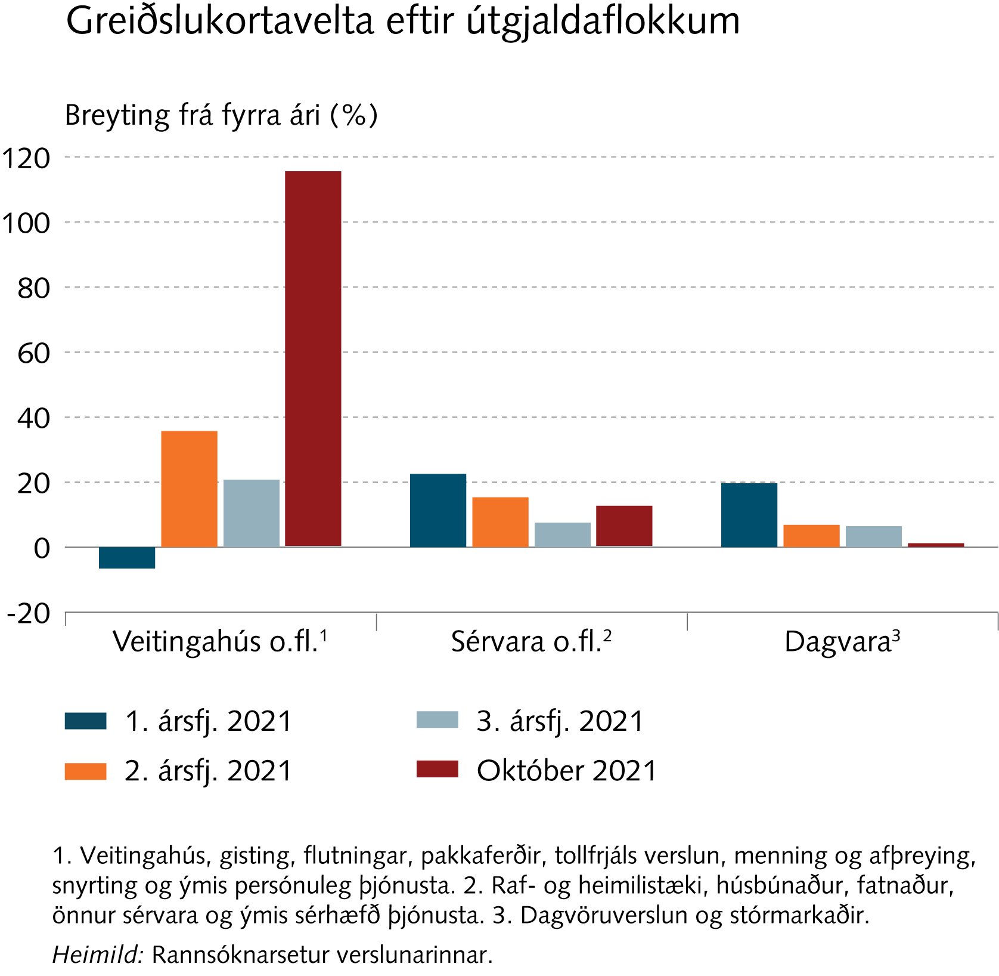 Greiðslukortavelta eftir útgjaldaflokkum
Breyting frá fyrra ári (%)
120
100
80
60
40
20
0
-20
Veitingahús o.fl.¹
Sérvara o.fl.²
Dagvara³
1. ársfj. 2021
3. ársfj. 2021
2. ársfj. 2021
Október 2021
1. Veitingahús, gisting, flutningar, pakkaferðir, tollfrjáls verslun, menning og afþreying,
snyrting og ýmis persónuleg þjónusta. 2. Raf- og heimilistæki, húsbúnaður, fatnaður,
önnur sérvara og ýmis sérhæfð þjónusta. 3. Dagvöruverslun og stórmarkaðir.
Heimild: Rannsóknarsetur verslunarinnar.